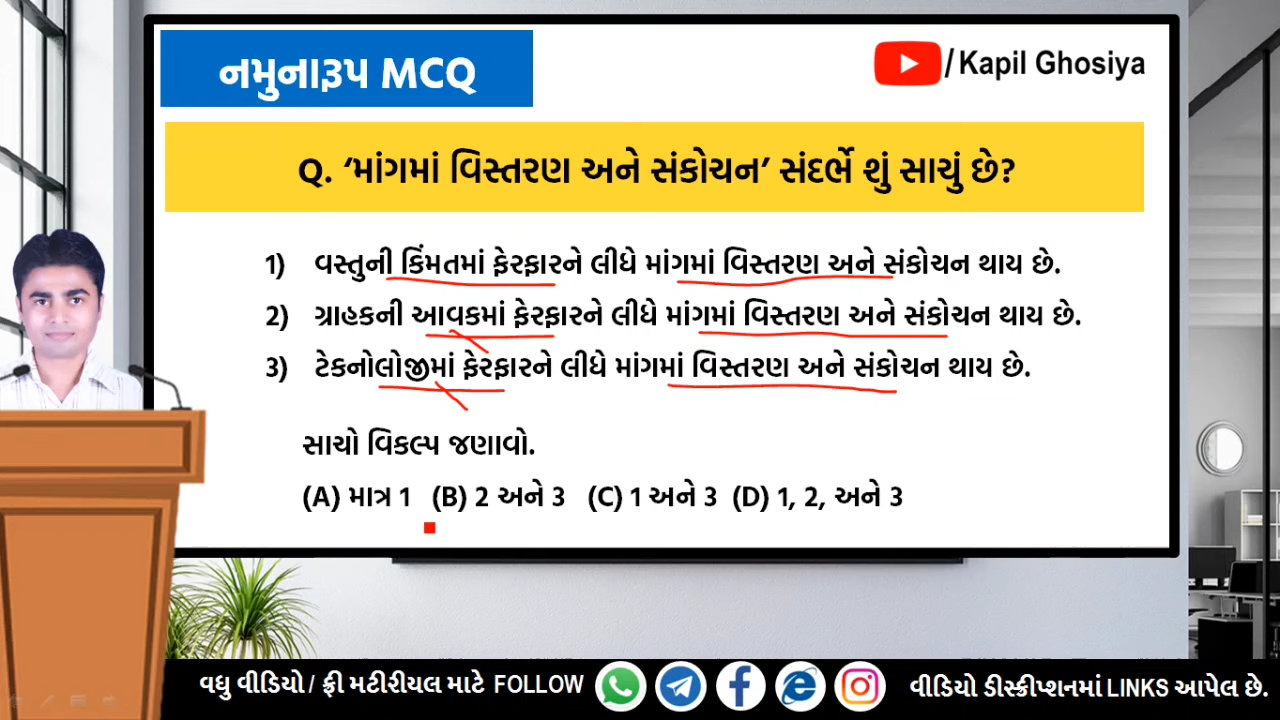 નમુનારૂપ MCQ
/Kapil Ghosiya
Q. ‘માંગમાં વિસ્તરણ અને સંકોચન’ સંદર્ભે શું સાચું છે?
1) વસ્તુની કિંમતમાં ફેરફારને લીધે માંગમાં વિસ્તરણ અને સંકોચન થાય છે.
2) ગ્રાહકની આવકમાં ફેરફારને લીધે માંગમાં વિસ્તરણ અને સંકોચન થાય છે.
3) ટેકનોલોજીમાં ફેરફારને લીધે માંગમાં વિસ્તરણ અને સંકોચન થાય છે.
સાચો વિકલ્પ જણાવો.
(A) માત્ર 1 (B) 2 અને 3 (C) 1 અને 3 (D) 1, 2, અને 3
વધુ વીડિયો / ફ્રી મટીરીયલ માટે FOLLOW
વીડિયો ડીસ્ક્રીપ્શનમાં LINKS આપેલ છે.